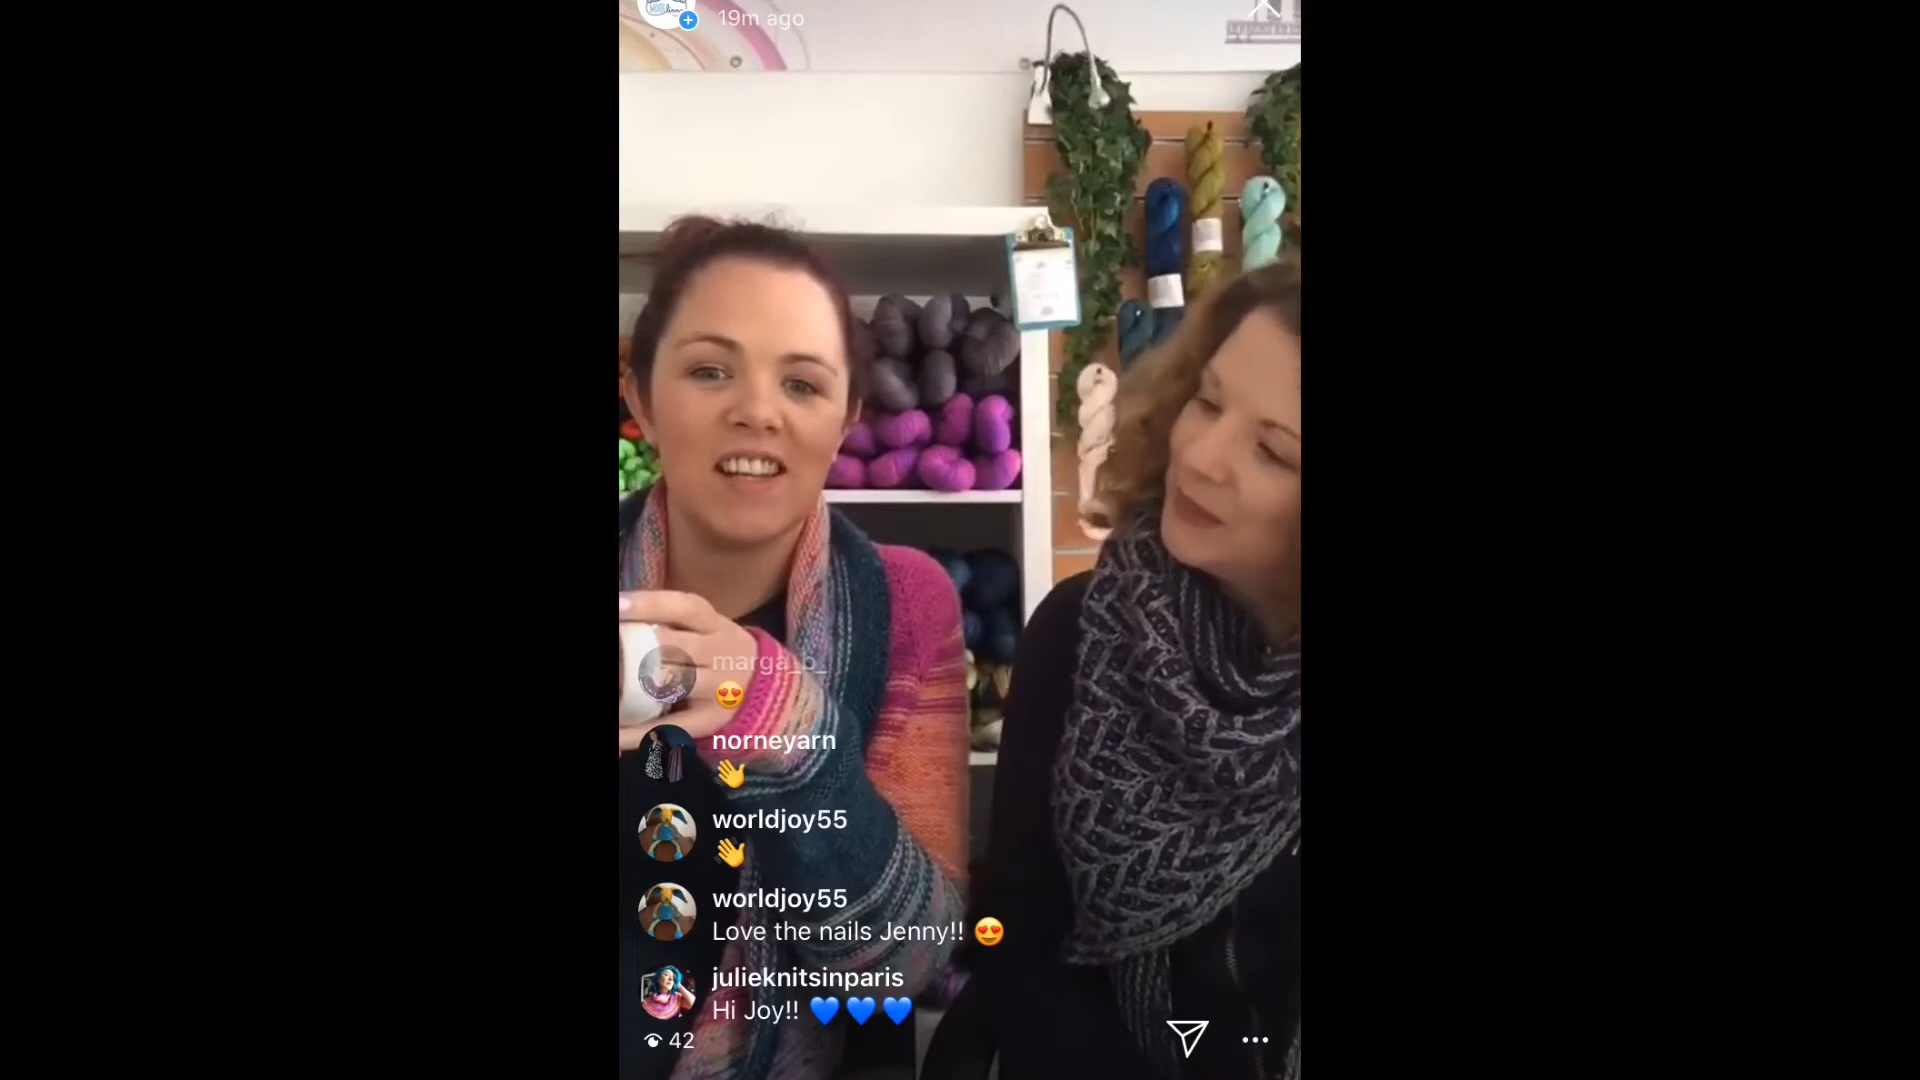 19m ago
marga_b_
😍
norneyarn
👋
worldjoy55
👋
worldjoy55
Love the nails Jenny!! 😍
julieknitsinparis
Hi Joy!! 💙💙💙
42